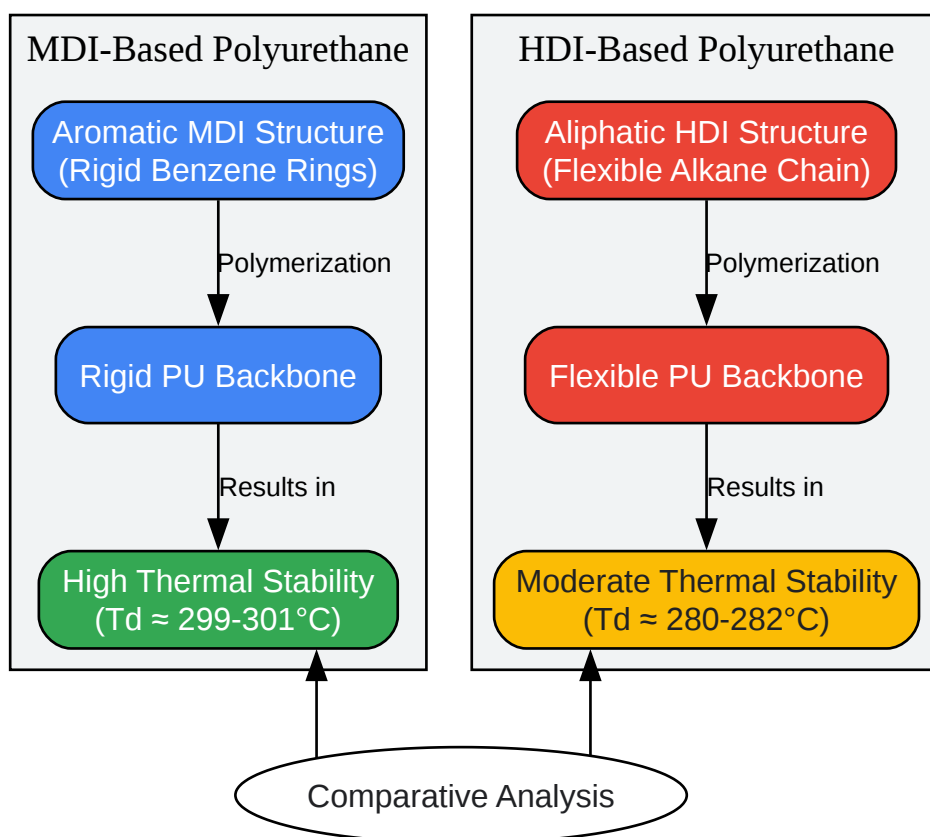 MDI-Based Polyurethane
Aromatic MDI Structure
(Rigid Benzene Rings)
Polymerization
Rigid PU Backbone
Results in
High Thermal Stability
(Td ≈ 299-301°C)
HDI-Based Polyurethane
Aliphatic HDI Structure
(Flexible Alkane Chain)
Polymerization
Flexible PU Backbone
Results in
Moderate Thermal Stability
(Td ≈ 280-282°C)
Comparative Analysis